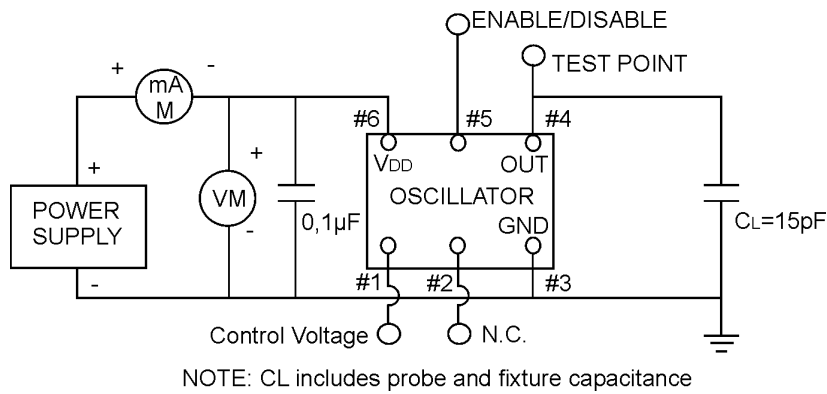 ENABLE/DISABLE
TEST POINT
+ -
mA
M
#6 #5 #4
+
+
VDD OUT
POWER
SUPPLY
VM
OSCILLATOR
0,1µF
GND
CL=15pF
-
-
#1 #2 #3
Control Voltage
N.C.
NOTE: CL includes probe and fixture capacitance